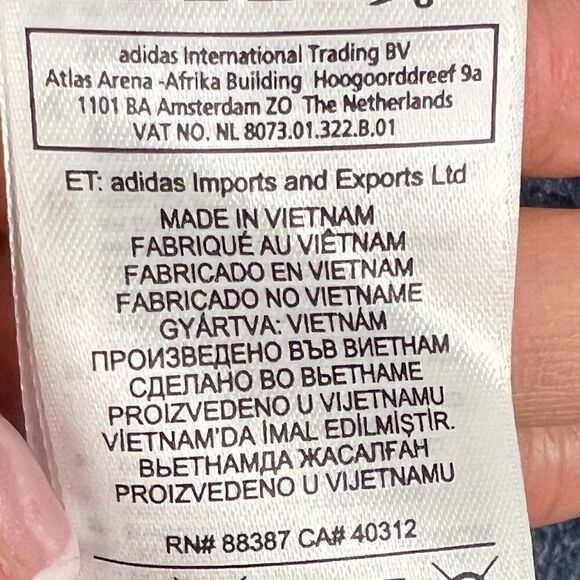 adidas International Trading BV
Atlas Arena -Afrika Building Hoogoorddreef 9a
1101 BA Amsterdam ZO The Netherlands
VAT NO. NL 8073.01.322.B.01
ET: adidas Imports and Exports Ltd
MADE IN VIETNAM
FABRIQUÉ AU VIÊTNAM
FABRICADO EN VIETNAM
FABRICADO NO VIETNAME
GYÁRTVA: VIETNÁM
ПРОИЗВЕДЕНО ВЪВ ВИЕТНАМ
СДЕЛАНО ВО ВЬЕТНАМЕ
PROIZVEDENO U VIJETNAMU
VİETNAM'DA İMAL EDİLMİŞTİR.
ВЬЕТНАМДА ЖАСАЛҒАН
PROIZVEDENO U VIJETNAMU
RN# 88387 CA# 40312